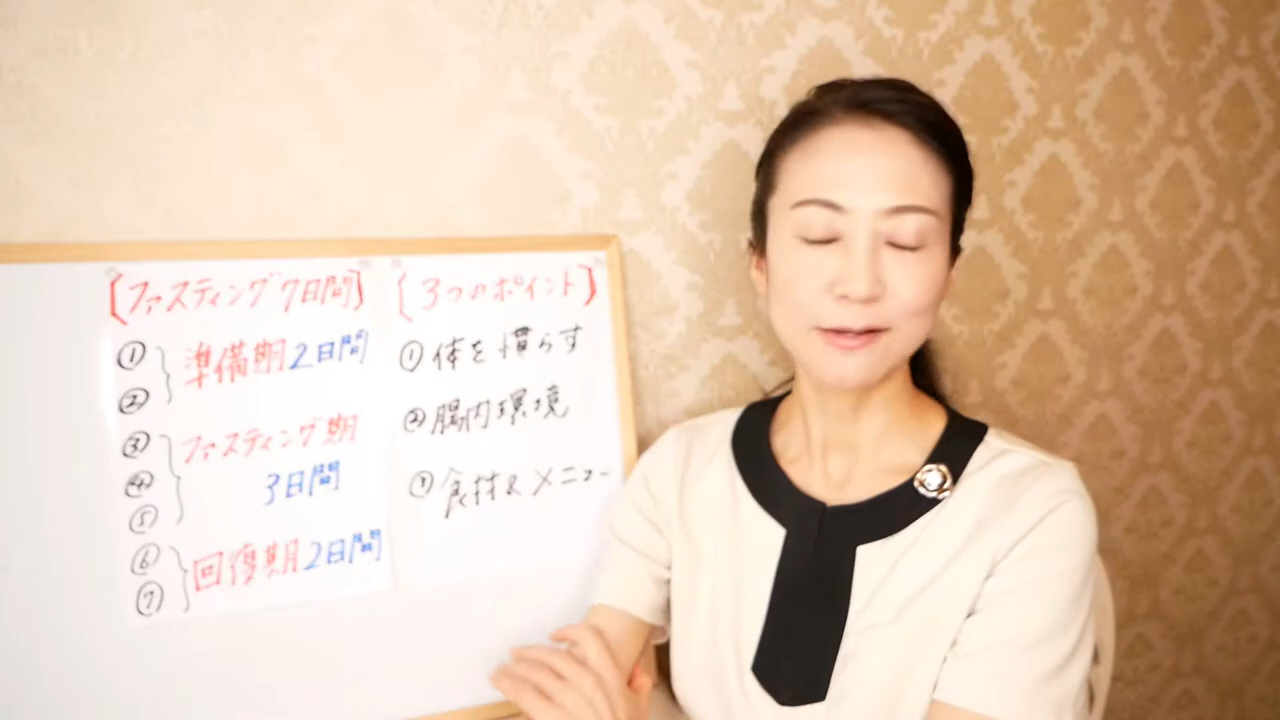 【ファスティング7日間】
①
② 準備期2日間
③
④
⑤ ファスティング期
3日間
⑥
⑦ 回復期2日間
【3つのポイント】
①体を慣らす
②腸内環境
③食材&メニュー